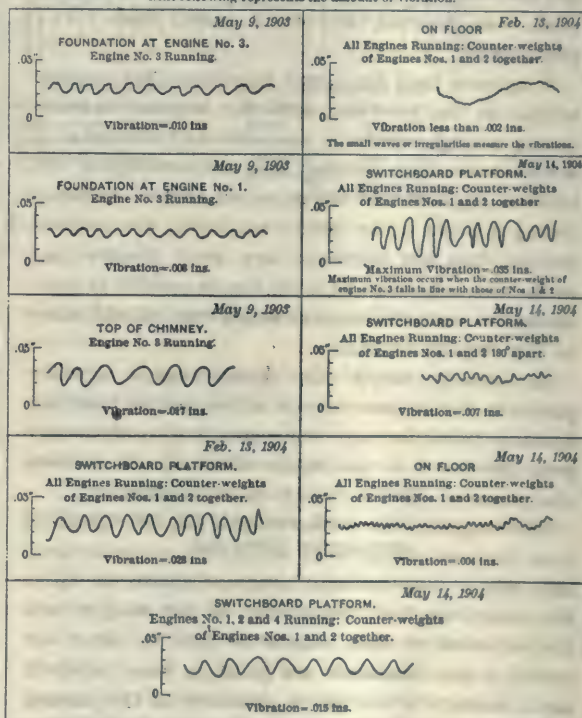 ment following represents the amount of vibration.
May 9, 1903
FOUNDATION AT ENGINE No. 3.
Engine No. 3 Running.
.05"
0
Vibration=.010 ins
Feb. 13, 1904
ON FLOOR
All Engines Running: Counter-weights
of Engines Nos. 1 and 2 together.
.05"
0
Vibration less than .002 ins.
The small waves or irregularities measure the vibrations.
May 9, 1903
FOUNDATION AT ENGINE No. 1.
Engine No. 3 Running.
.05"
0
Vibration=.008 ins.
May 14, 1904
SWITCHBOARD PLATFORM.
All Engines Running: Counter-weights
of Engines Nos. 1 and 2 together
.05"
0
Maximum Vibration=.035 ins.
Maximum vibration occurs when the counter-weight of
engine No. 3 falls in line with those of Nos 1 & 2
May 9, 1903
TOP OF CHIMNEY.
Engine No. 3 Running.
.05"
0
Vibration=.017 ins.
May 14, 1904
SWITCHBOARD PLATFORM.
All Engines Running: Counter-weights
of Engines Nos. 1 and 2 180° apart.
.05"
0
Vibration=.007 ins.
Feb. 13, 1904
SWITCHBOARD PLATFORM.
All Engines Running: Counter-weights
of Engines Nos. 1 and 2 together.
.05"
0
Vibration=.028 ins
May 14, 1904
ON FLOOR
All Engines Running: Counter-weights
of Engines Nos. 1 and 2 together.
.05"
0
Vibration=.004 ins.
May 14, 1904
SWITCHBOARD PLATFORM.
Engines No. 1, 2 and 4 Running: Counter-weights
of Engines Nos. 1 and 2 together.
.05"
0
Vibration=.015 ins.